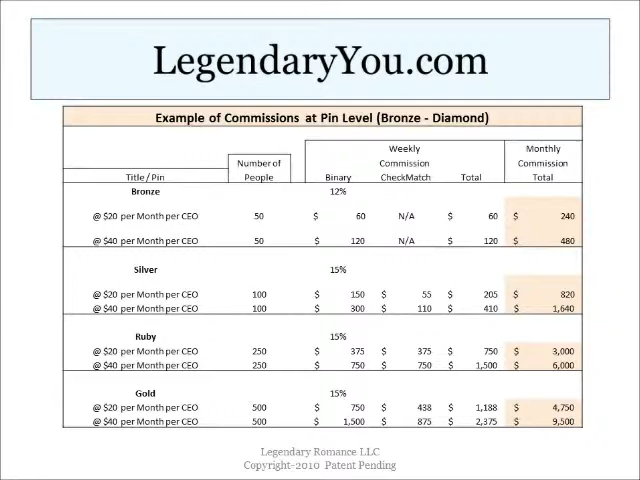 LegendaryYou.com
Example of Commissions at Pin Level (Bronze - Diamond)
Weekly Monthly
Number of Commission Commission
Title/Pin People Binary CheckMatch Total Total
Bronze 12%
@ $20 per Month per CEO 50 $ 60 N/A $ 60 $ 240
@ $40 per Month per CEO 50 $ 120 N/A $ 120 $ 480
Silver 15%
@ $20 per Month per CEO 100 $ 150 $ 55 $ 205 $ 820
@ $40 per Month per CEO 100 $ 300 $ 110 $ 410 $ 1,640
Ruby 15%
@ $20 per Month per CEO 250 $ 375 $ 375 $ 750 $ 3,000
@ $40 per Month per CEO 250 $ 750 $ 750 $ 1,500 $ 6,000
Gold 15%
@ $20 per Month per CEO 500 $ 750 $ 438 $ 1,188 $ 4,750
@ $40 per Month per CEO 500 $ 1,500 $ 875 $ 2,375 $ 9,500
Legendary Romance LLC
Copyright-2010 Patent Pending